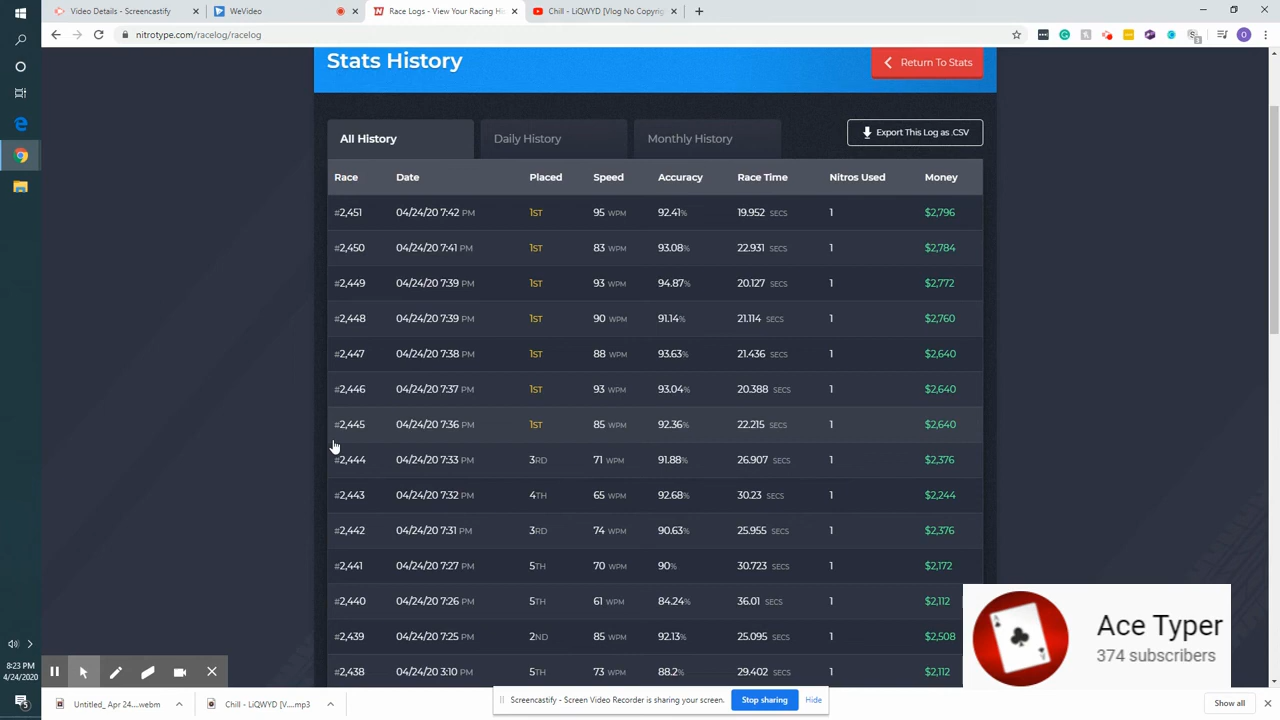 Video Details - Screencastify
WeVideo
Race Logs - View Your Racing Hi
Chill - LiQWYD [Vlog No Copyrig
nitrotype.com/racelog/racelog
Stats History
Return To Stats
All History
Daily History
Monthly History
Export This Log as .CSV
Race Date Placed Speed Accuracy Race Time Nitros Used Money
#2,451 04/24/20 7:42 PM 1ST 95 WPM 92.41% 19.952 SECS 1 $2,796
#2,450 04/24/20 7:41 PM 1ST 83 WPM 93.08% 22.931 SECS 1 $2,784
#2,449 04/24/20 7:39 PM 1ST 93 WPM 94.87% 20.127 SECS 1 $2,772
#2,448 04/24/20 7:39 PM 1ST 90 WPM 91.14% 21.114 SECS 1 $2,760
#2,447 04/24/20 7:38 PM 1ST 88 WPM 93.63% 21.436 SECS 1 $2,640
#2,446 04/24/20 7:37 PM 1ST 93 WPM 93.04% 20.388 SECS 1 $2,640
#2,445 04/24/20 7:36 PM 1ST 85 WPM 92.36% 22.215 SECS 1 $2,640
#2,444 04/24/20 7:33 PM 3RD 71 WPM 91.88% 26.907 SECS 1 $2,376
#2,443 04/24/20 7:32 PM 4TH 65 WPM 92.68% 30.23 SECS 1 $2,244
#2,442 04/24/20 7:31 PM 3RD 74 WPM 90.63% 25.955 SECS 1 $2,376
#2,441 04/24/20 7:27 PM 5TH 70 WPM 90% 30.723 SECS 1 $2,172
#2,440 04/24/20 7:26 PM 5TH 61 WPM 84.24% 36.01 SECS 1 $2,112
#2,439 04/24/20 7:25 PM 2ND 85 WPM 92.13% 25.095 SECS 1 $2,508
#2,438 04/24/20 3:10 PM 5TH 73 WPM 88.2% 29.402 SECS 1 $2,112
Ace Typer
374 subscribers
8:23 PM
4/24/2020
Untitled_ Apr 24....webm
Chill - LiQWYD [V....mp3
Screencastify - Screen Video Recorder is sharing your screen.
Stop sharing
Hide
Show all